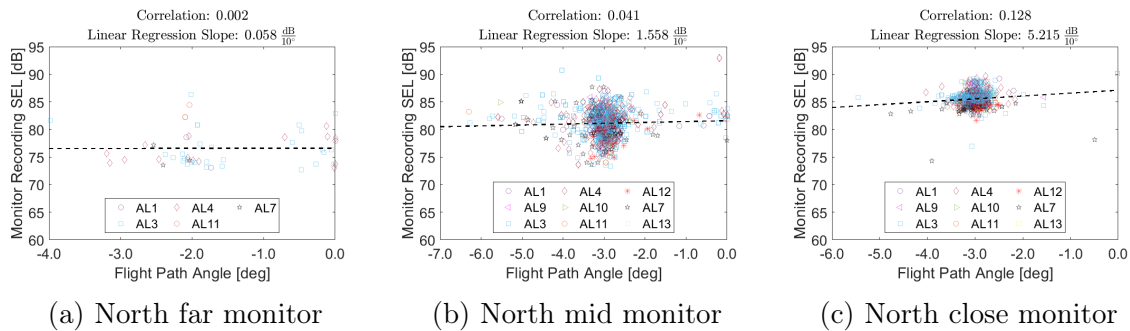 Correlation: 0.002
Linear Regression Slope: 0.058 dB/10°
Monitor Recording SEL [dB]
95
90
85
80
75
70
65
60
AL1 AL4 AL7
AL3 AL11
-4.0 -3.0 -2.0 -1.0 0.0
Flight Path Angle [deg]
(a) North far monitor
Correlation: 0.041
Linear Regression Slope: 1.558 dB/10°
Monitor Recording SEL [dB]
95
90
85
80
75
70
65
60
AL1 AL4 AL12
AL9 AL10 AL7
AL3 AL11 AL13
-7.0 -6.0 -5.0 -4.0 -3.0 -2.0 -1.0 0.0
Flight Path Angle [deg]
(b) North mid monitor
Correlation: 0.128
Linear Regression Slope: 5.215 dB/10°
Monitor Recording SEL [dB]
95
90
85
80
75
70
65
60
AL1 AL4 AL12
AL9 AL10 AL7
AL3 AL11 AL13
-6.0 -5.0 -4.0 -3.0 -2.0 -1.0 0.0
Flight Path Angle [deg]
(c) North close monitor